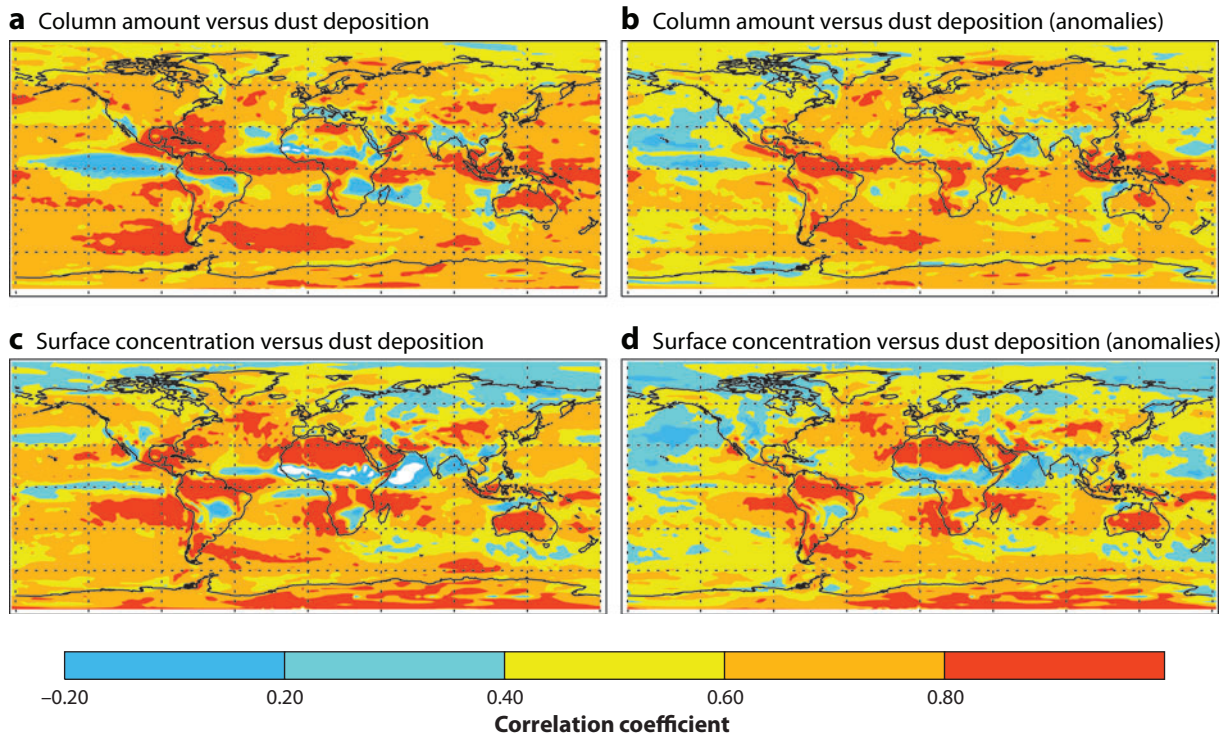 a Column amount versus dust deposition
b Column amount versus dust deposition (anomalies)
c Surface concentration versus dust deposition
d Surface concentration versus dust deposition (anomalies)
–0.20 0.20 0.40 0.60 0.80
Correlation coefficient